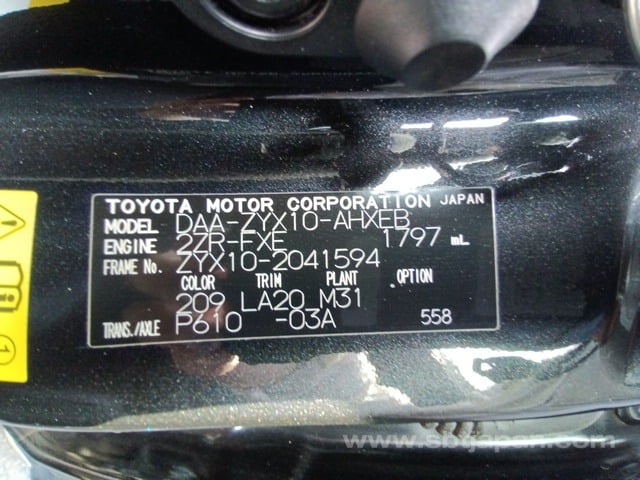 TOYOTA MOTOR CORPORATION JAPAN
MODEL DAA-ZYX10-AHXEB
ENGINE 2ZR-FXE 1797 mL
FRAME No. ZYX10-2041594
COLOR TRIM PLANT OPTION
209 LA20 M31
TRANS./AXLE P610 -03A 558
1
www.sbtjapan.com